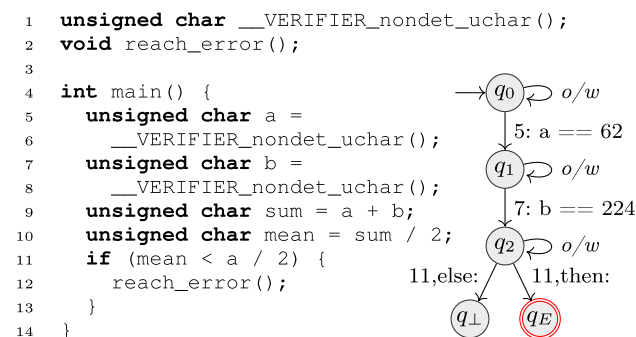 1 unsigned char __VERIFIER_nondet_uchar();
2 void reach_error();
3
4 int main() {
5 unsigned char a =
6 __VERIFIER_nondet_uchar();
7 unsigned char b =
8 __VERIFIER_nondet_uchar();
9 unsigned char sum = a + b;
10 unsigned char mean = sum / 2;
11 if (mean < a / 2) {
12 reach_error();
13 }
14 }
q0 o/w
5: a == 62
q1 o/w
7: b == 224
q2 o/w
11,else: 11,then:
q⊥ qE